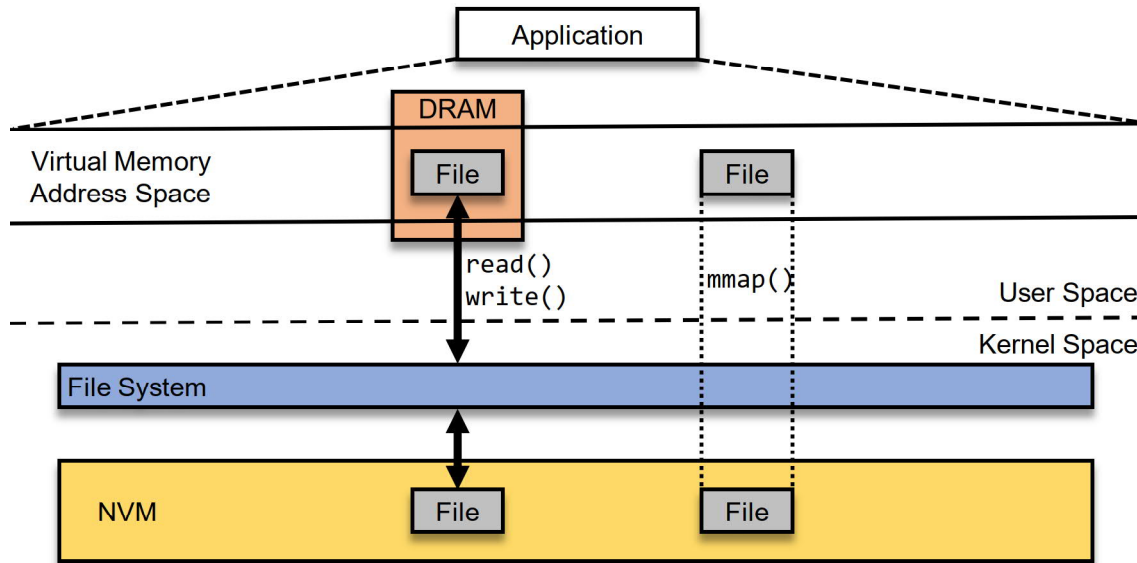 Application
DRAM
Virtual Memory
Address Space
File
File
read()
write()
mmap()
User Space
Kernel Space
File System
NVM
File
File